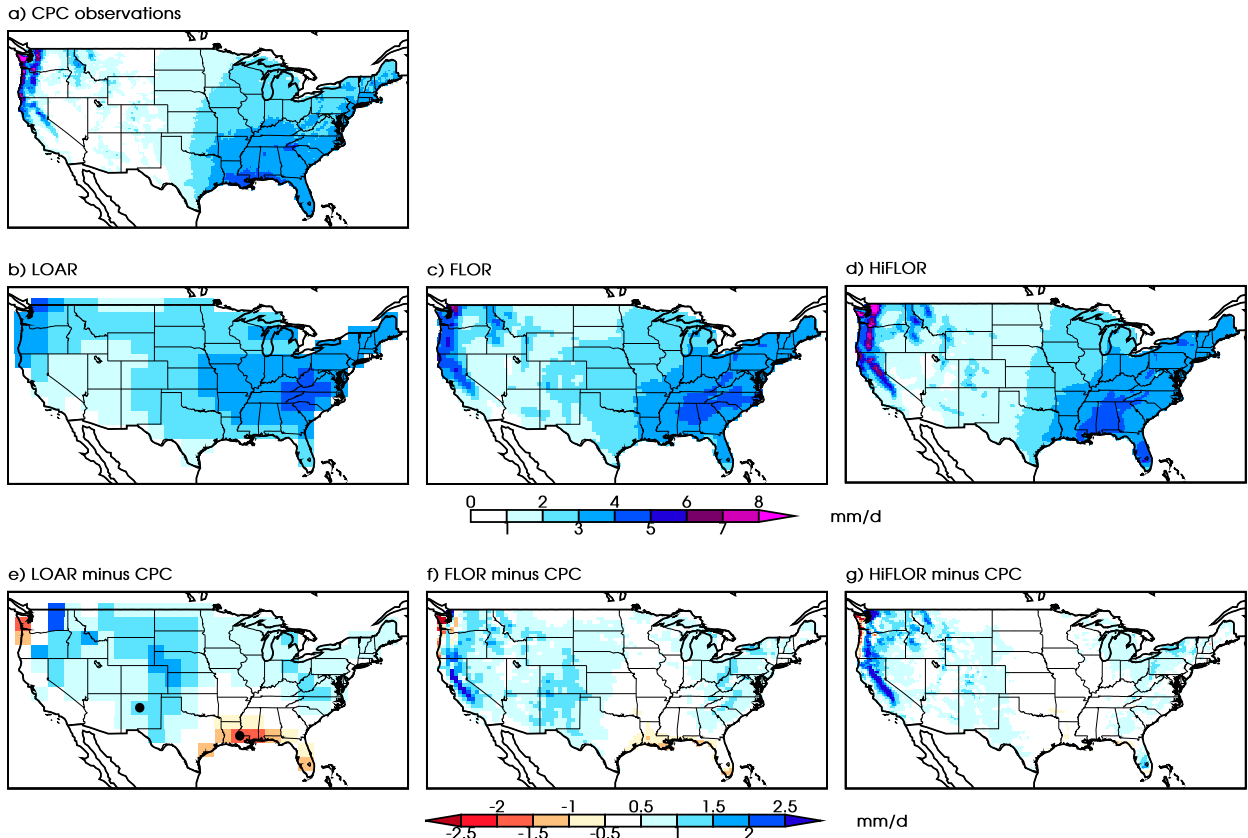 a) CPC observations
b) LOAR
c) FLOR
d) HiFLOR
0 2 4 6 8
1 3 5 7
mm/d
e) LOAR minus CPC
f) FLOR minus CPC
g) HiFLOR minus CPC
-2 -1 0.5 1.5 2.5
-2.5 -1.5 -0.5 1 2
mm/d